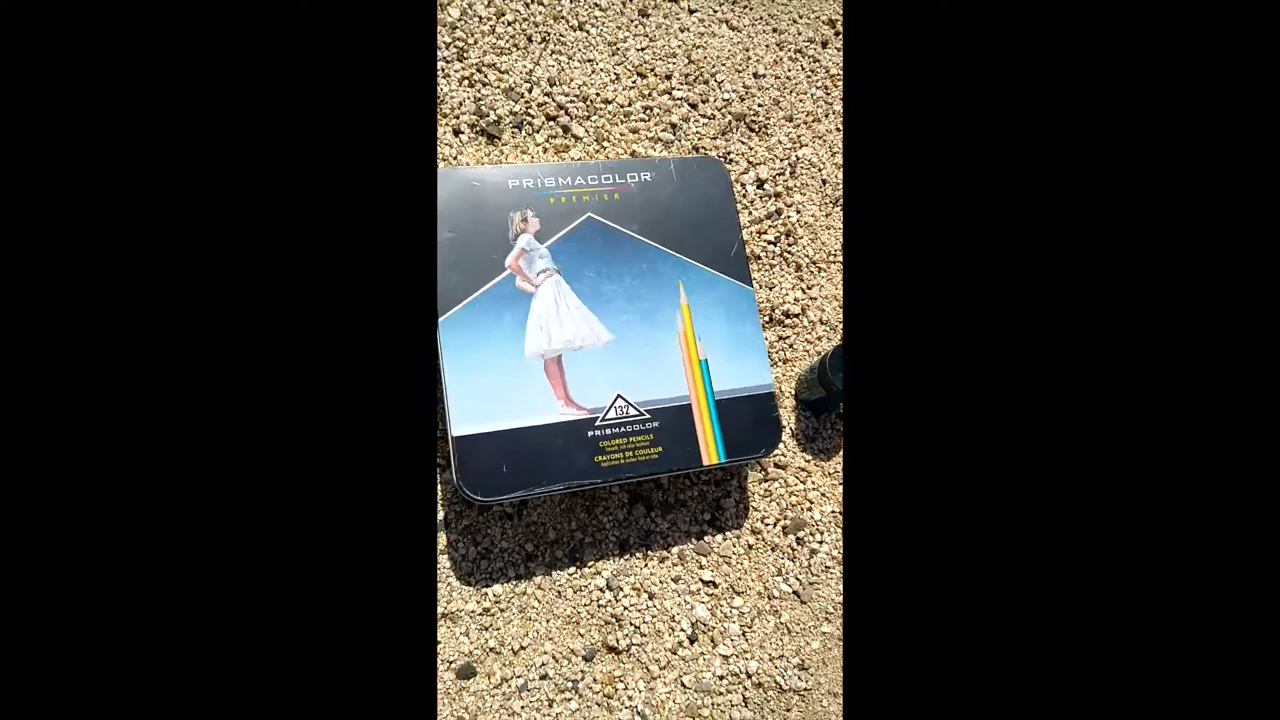 PRISMACOLOR
PREMIER
132
PRISMACOLOR
COLORED PENCILS
CRAYONS DE COULEUR